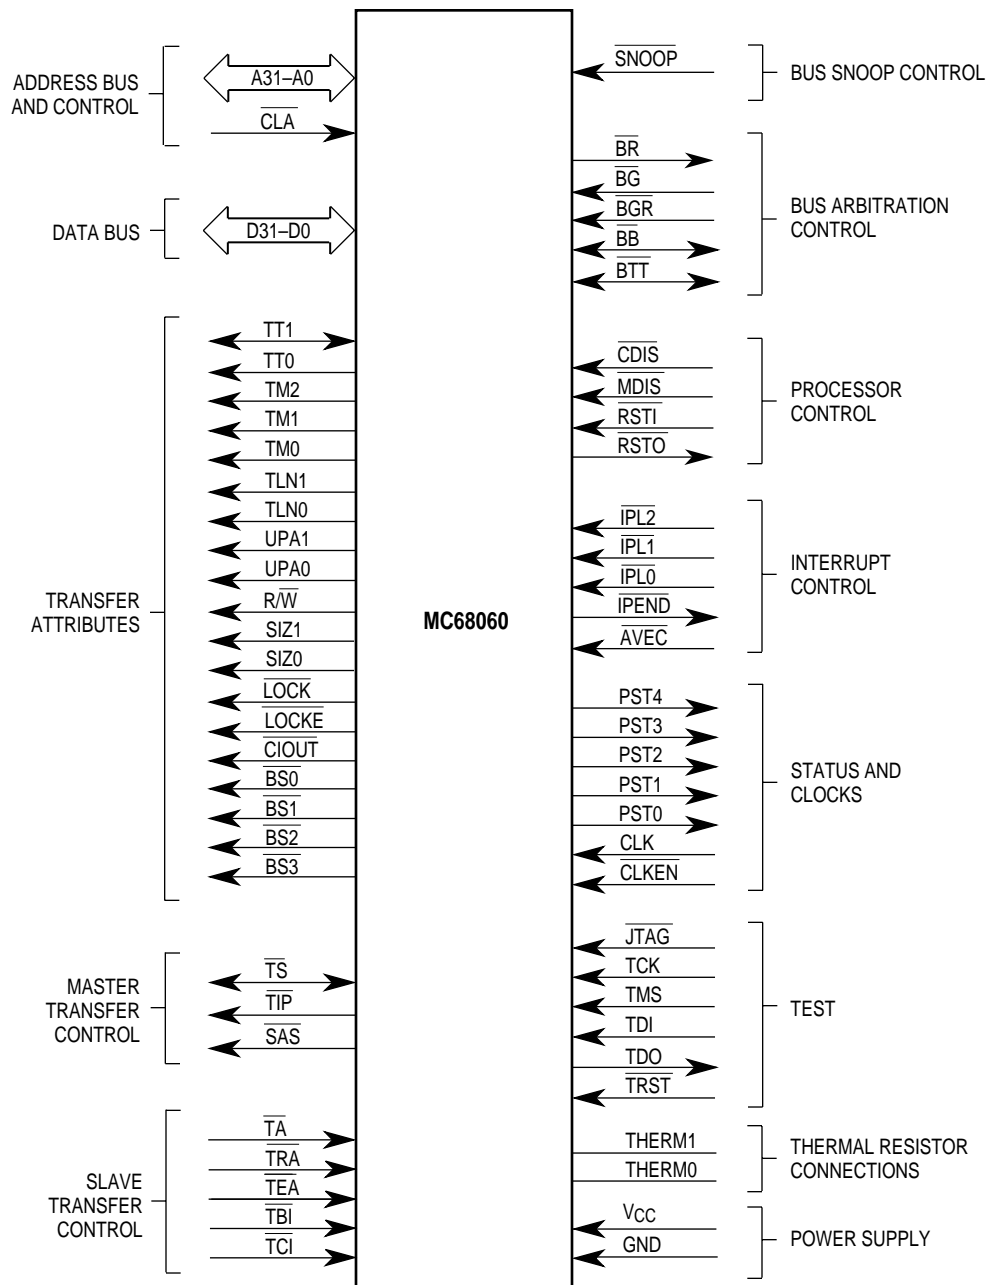 ADDRESS BUS
AND CONTROL
A31–A0
CLA
DATA BUS
D31–D0
TRANSFER
ATTRIBUTES
TT1
TT0
TM2
TM1
TM0
TLN1
TLN0
UPA1
UPA0
R/W
SIZ1
SIZ0
LOCK
LOCKE
CIOUT
BS0
BS1
BS2
BS3
MASTER
TRANSFER
CONTROL
TS
TIP
SAS
SLAVE
TRANSFER
CONTROL
TA
TRA
TEA
TBI
TCI
MC68060
SNOOP
BUS SNOOP CONTROL
BR
BG
BGR
BB
BTT
BUS ARBITRATION
CONTROL
CDIS
MDIS
RSTI
RSTO
PROCESSOR
CONTROL
IPL2
IPL1
IPL0
IPEND
AVEC
INTERRUPT
CONTROL
PST4
PST3
PST2
PST1
PST0
CLK
CLKEN
STATUS AND
CLOCKS
JTAG
TCK
TMS
TDI
TDO
TRST
TEST
THERM1
THERM0
THERMAL RESISTOR
CONNECTIONS
VCC
GND
POWER SUPPLY